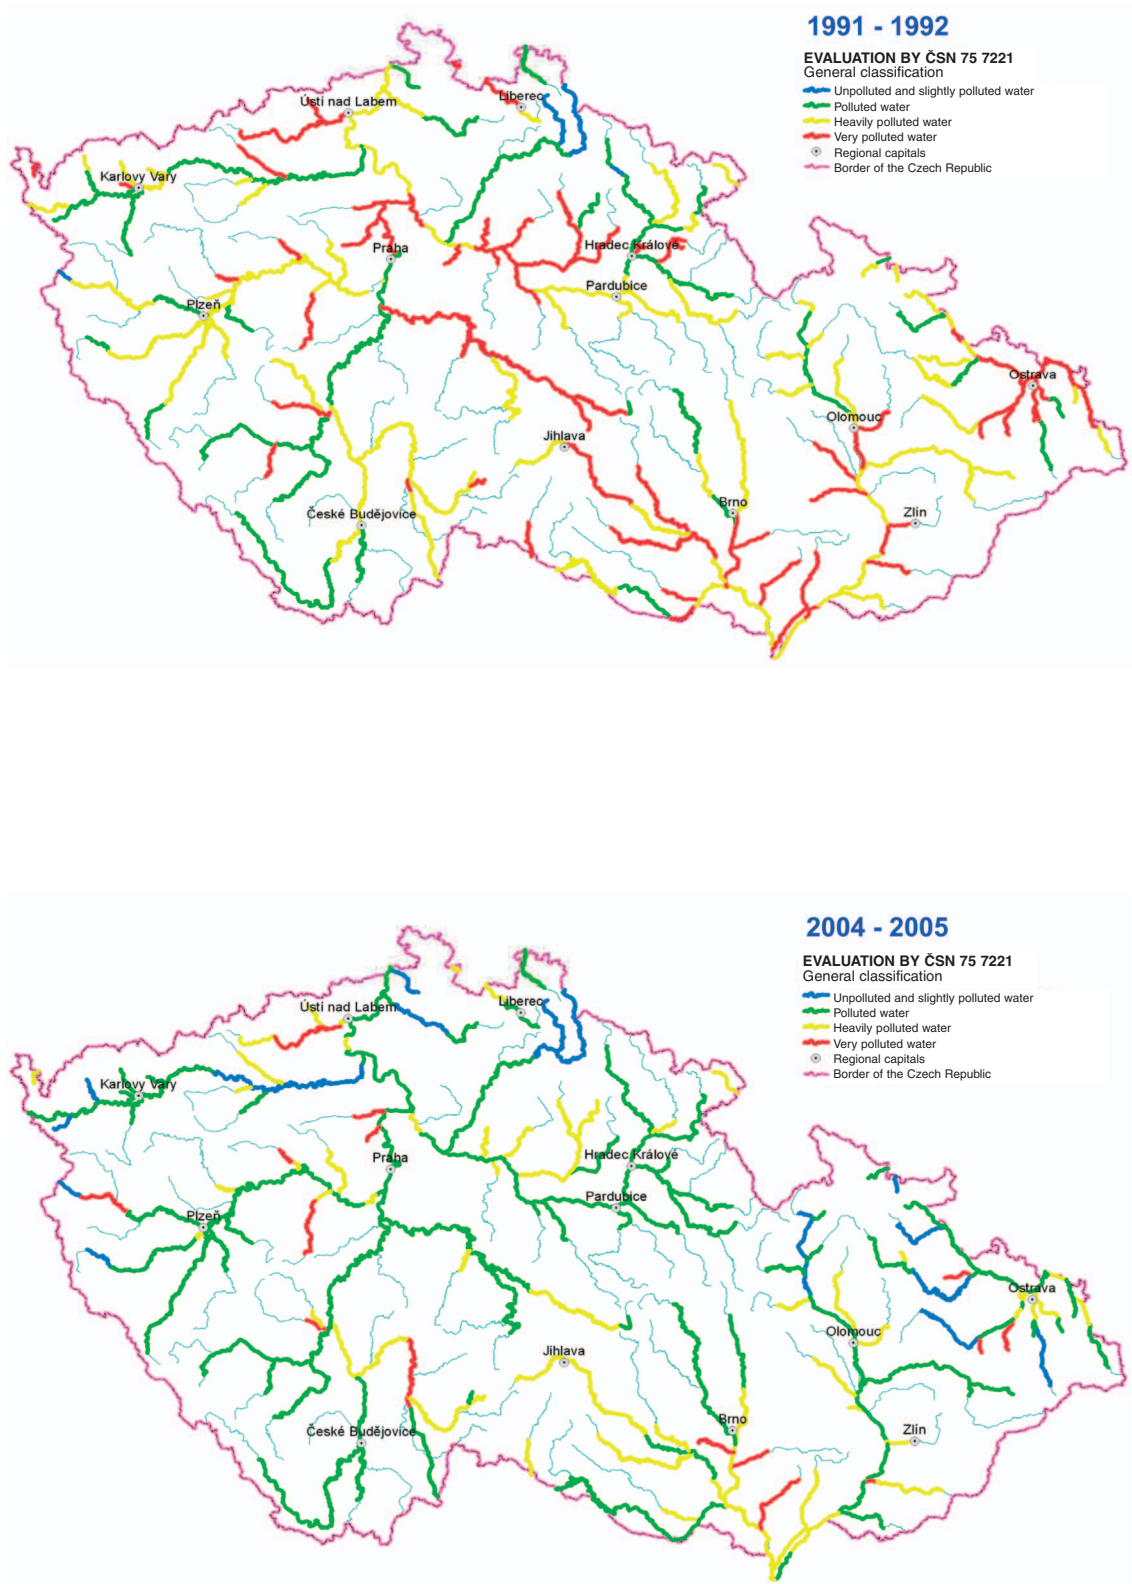 1991 - 1992
EVALUATION BY ČSN 75 7221
General classification
Unpolluted and slightly polluted water
Polluted water
Heavily polluted water
Very polluted water
Regional capitals
Border of the Czech Republic
Liberec
Ústí nad Labem
Karlovy Vary
Praha
Hradec Králové
Pardubice
Plzeň
Ostrava
Olomouc
Jihlava
Brno
České Budějovice
Zlín
2004 - 2005
EVALUATION BY ČSN 75 7221
General classification
Unpolluted and slightly polluted water
Polluted water
Heavily polluted water
Very polluted water
Regional capitals
Border of the Czech Republic
Liberec
Ústí nad Labem
Karlovy Vary
Praha
Hradec Králové
Pardubice
Plzeň
Ostrava
Olomouc
Jihlava
Brno
České Budějovice
Zlín